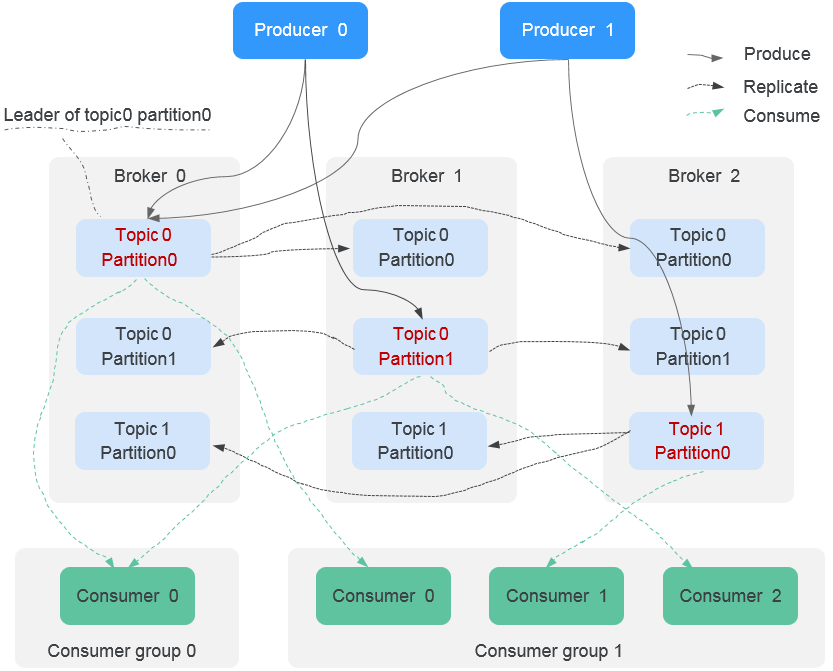 Producer 0
Producer 1
Produce
Replicate
Consume
Leader of topic0 partition0
Broker 0
Broker 1
Broker 2
Topic 0
Partition0
Topic 0
Partition0
Topic 0
Partition0
Topic 0
Partition1
Topic 0
Partition1
Topic 0
Partition1
Topic 1
Partition0
Topic 1
Partition0
Topic 1
Partition0
Consumer 0
Consumer 0
Consumer 1
Consumer 2
Consumer group 0
Consumer group 1